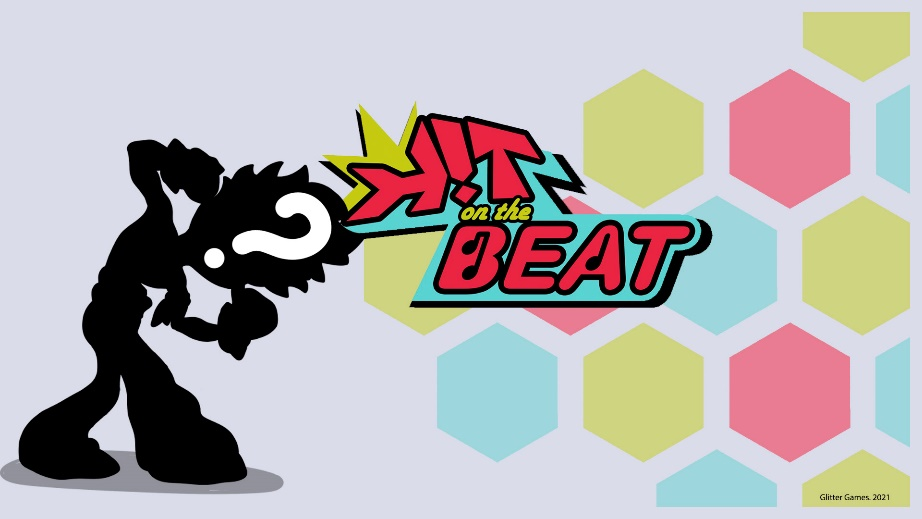 ?
K!T
on the
BEAT
Glitter Games. 2021